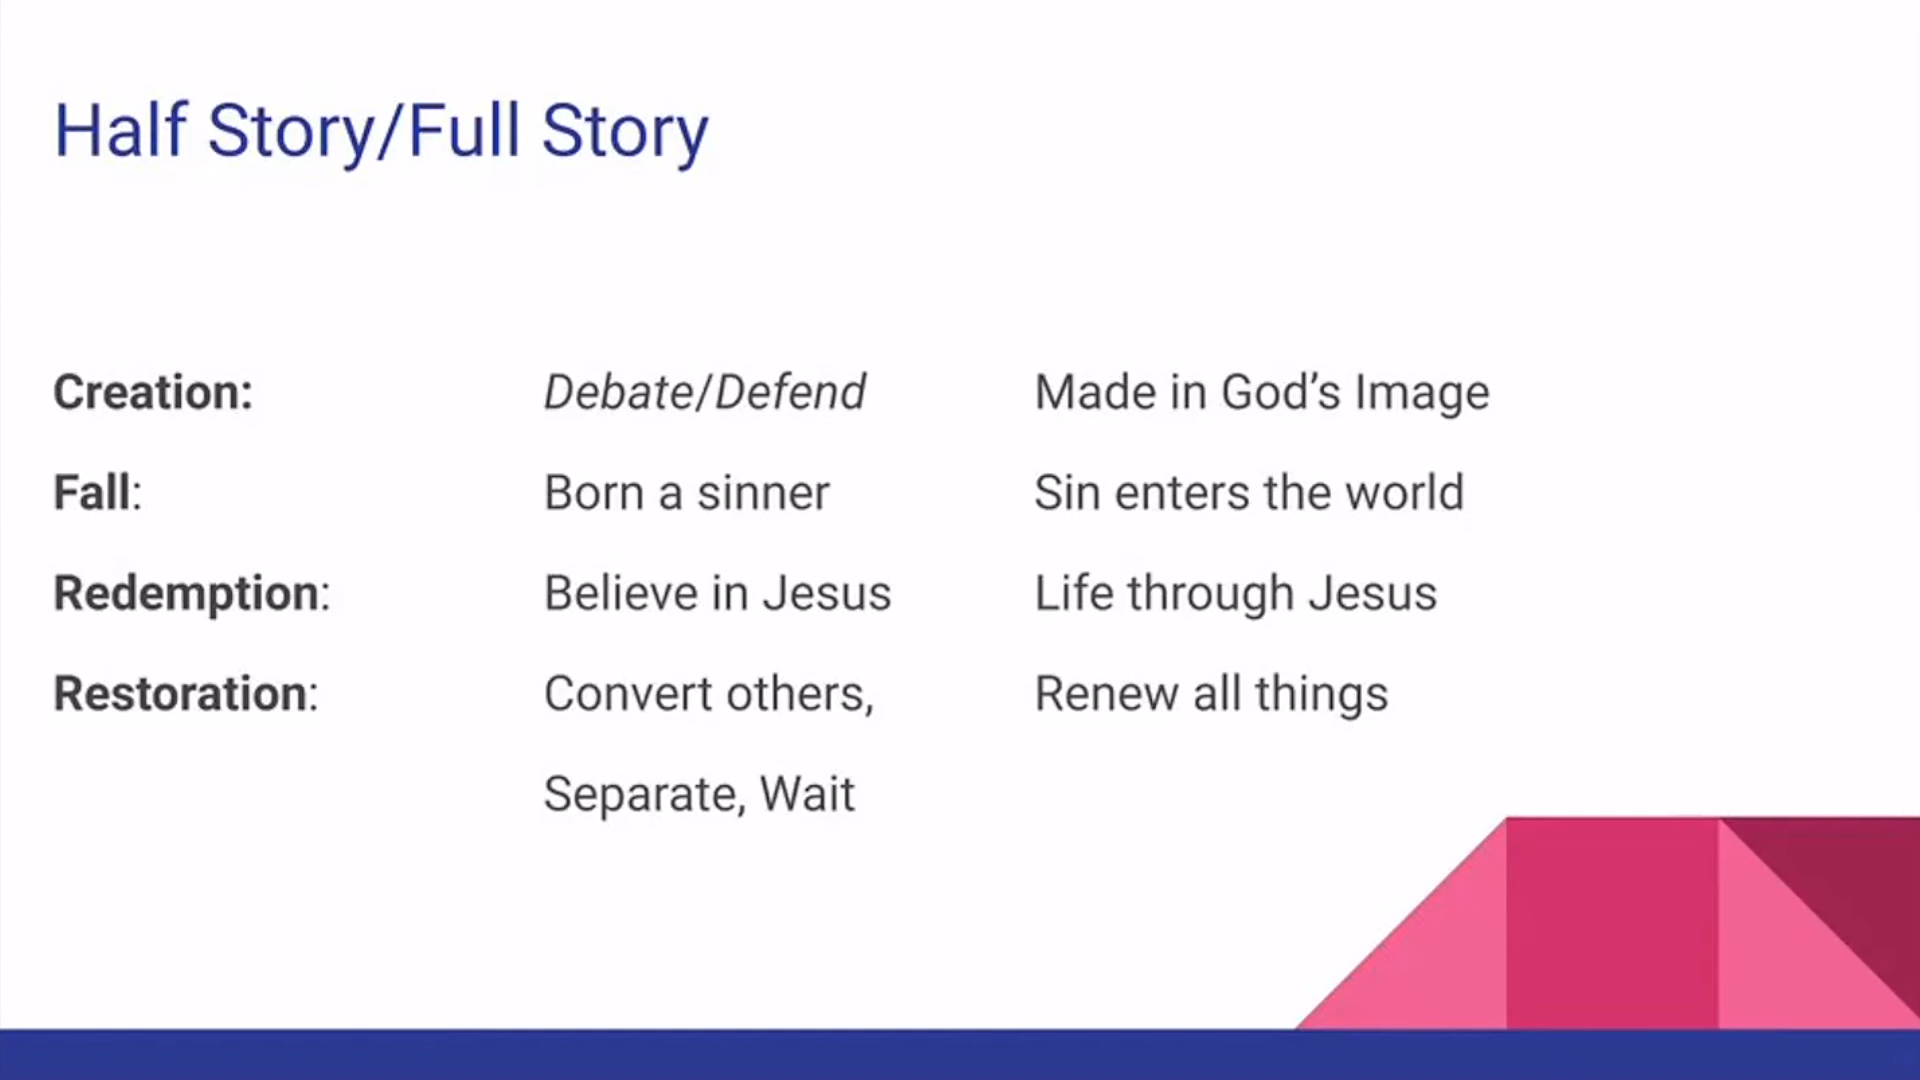 Half Story/Full Story
Creation: Debate/Defend Made in God’s Image
Fall: Born a sinner Sin enters the world
Redemption: Believe in Jesus Life through Jesus
Restoration: Convert others, Renew all things
Separate, Wait